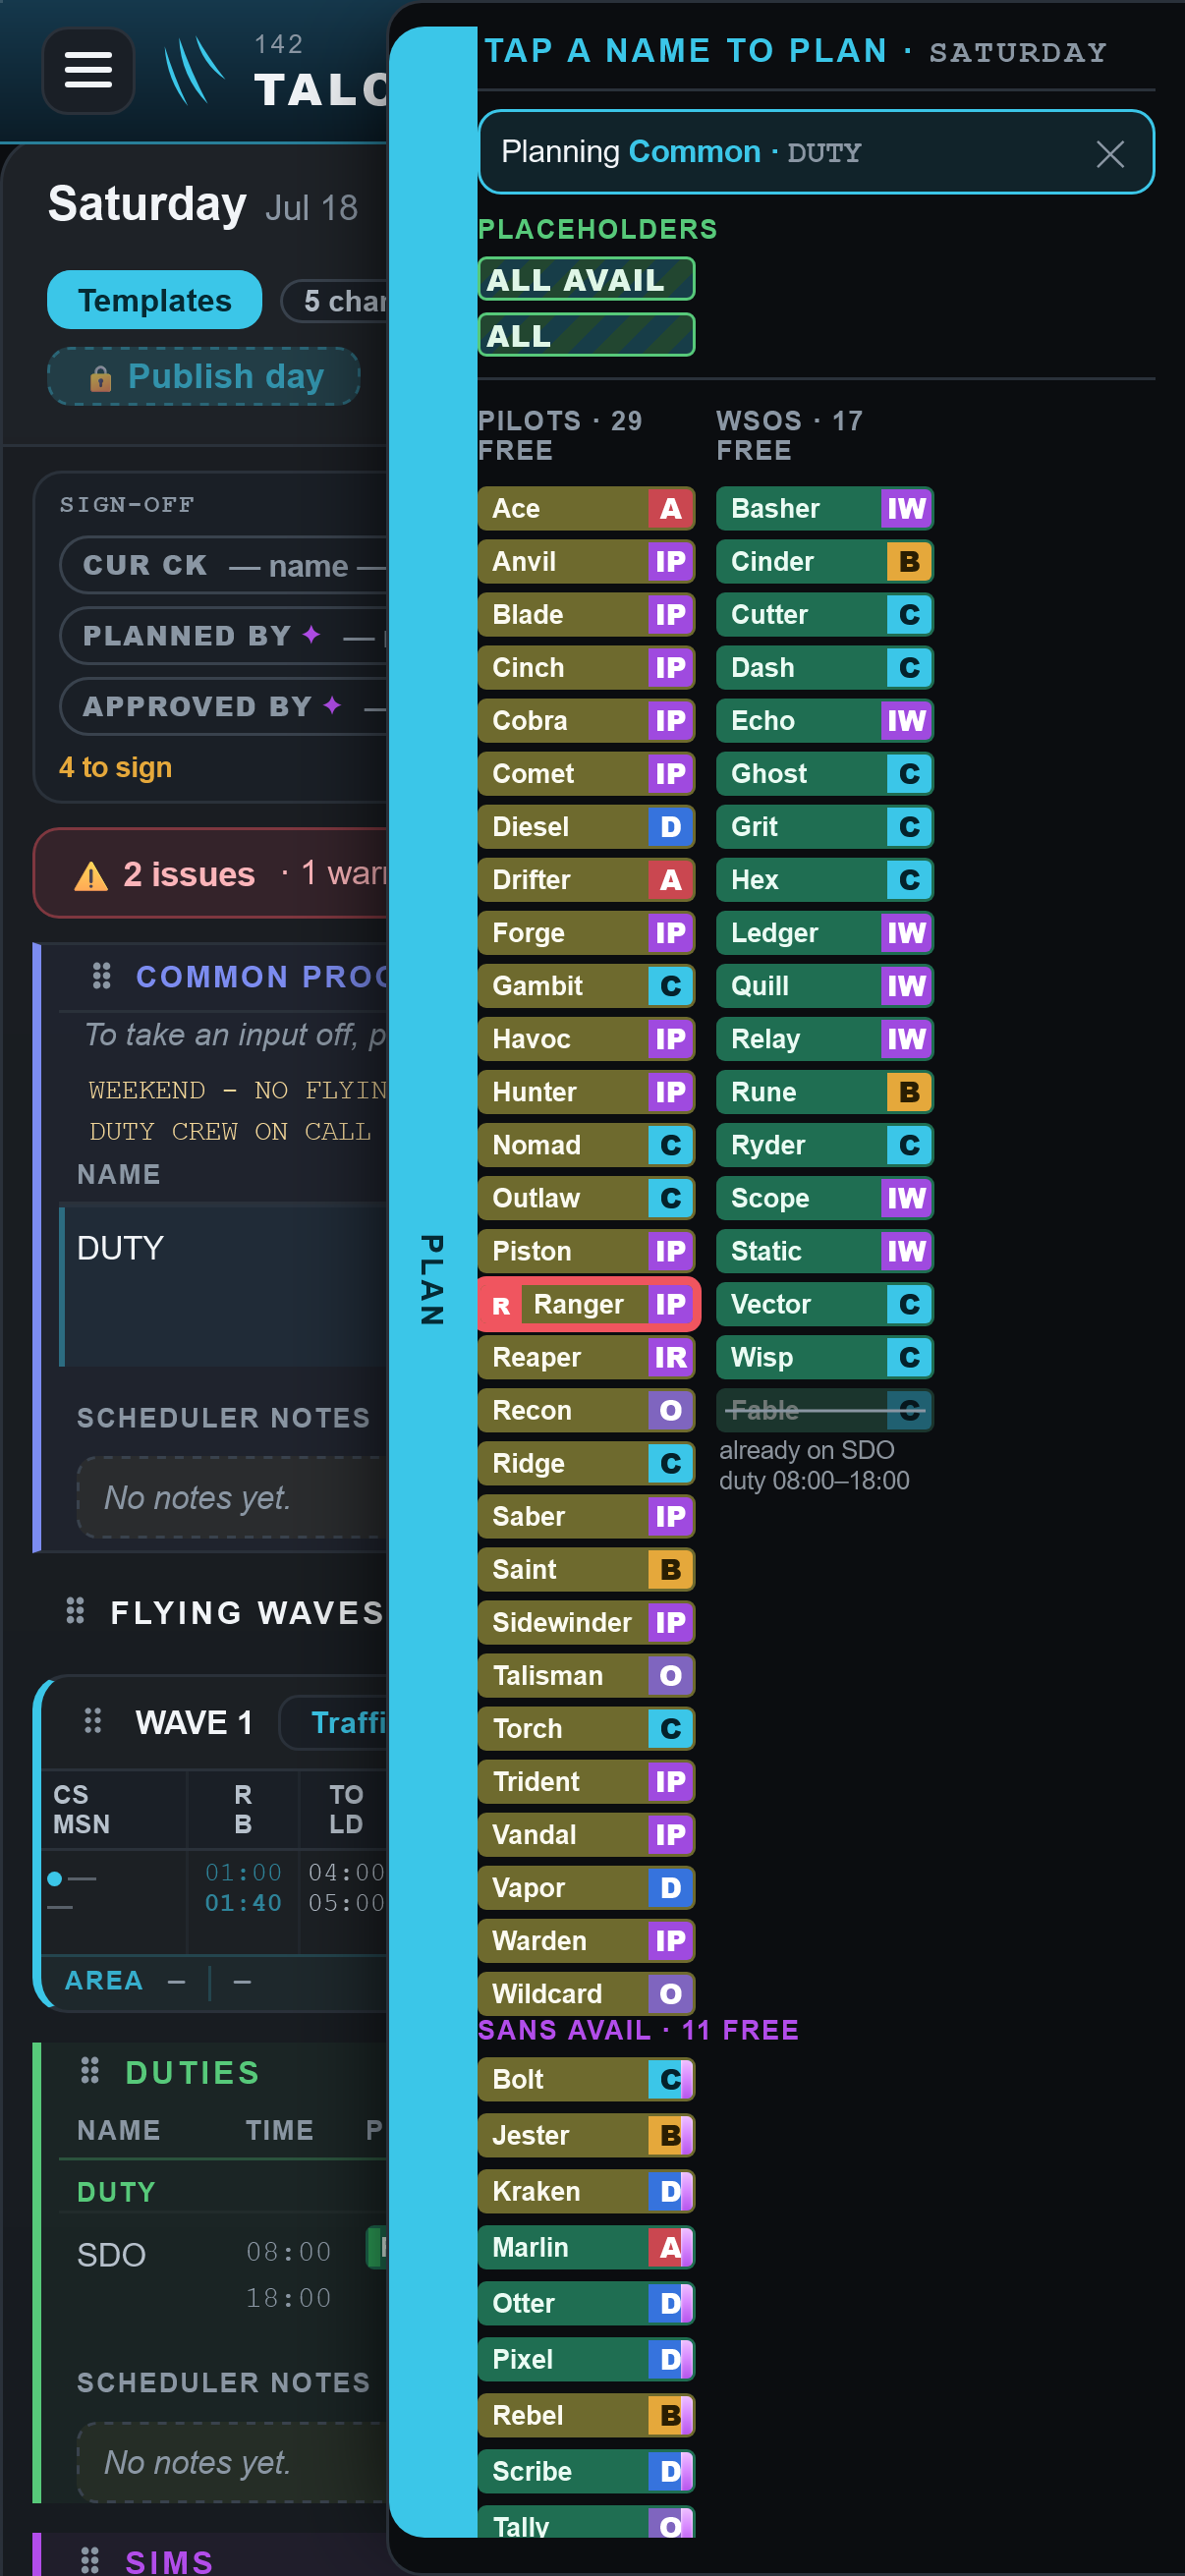 142
TALO
Saturday Jul 18
Templates
5 char
Publish day
SIGN-OFF
CUR CK — name —
PLANNED BY —
APPROVED BY —
4 to sign
2 issues · 1 warn
COMMON PROC
To take an input off, p
WEEKEND - NO FLYIN
DUTY CREW ON CALL
NAME
DUTY
SCHEDULER NOTES
No notes yet.
FLYING WAVES
WAVE 1
Traffi
CS R TO
MSN B LD
— 01:00 04:00
— 01:40 05:00
AREA – –
DUTIES
NAME TIME P
DUTY
SDO 08:00
18:00
SCHEDULER NOTES
No notes yet.
SIMS
PLAN
TAP A NAME TO PLAN · SATURDAY
Planning Common · DUTY
PLACEHOLDERS
ALL AVAIL
ALL
PILOTS · 29
FREE
Ace A
Anvil IP
Blade IP
Cinch IP
Cobra IP
Comet IP
Diesel D
Drifter A
Forge IP
Gambit C
Havoc IP
Hunter IP
Nomad C
Outlaw C
Piston IP
R Ranger IP
Reaper IR
Recon O
Ridge C
Saber IP
Saint B
Sidewinder IP
Talisman O
Torch C
Trident IP
Vandal IP
Vapor D
Warden IP
Wildcard O
WSOS · 17
FREE
Basher IW
Cinder B
Cutter C
Dash C
Echo IW
Ghost C
Grit C
Hex C
Ledger IW
Quill IW
Relay IW
Rune B
Ryder C
Scope IW
Static IW
Vector C
Wisp C
Fable C
already on SDO
duty 08:00–18:00
SANS AVAIL · 11 FREE
Bolt C
Jester B
Kraken D
Marlin A
Otter D
Pixel D
Rebel B
Scribe D
Tally O